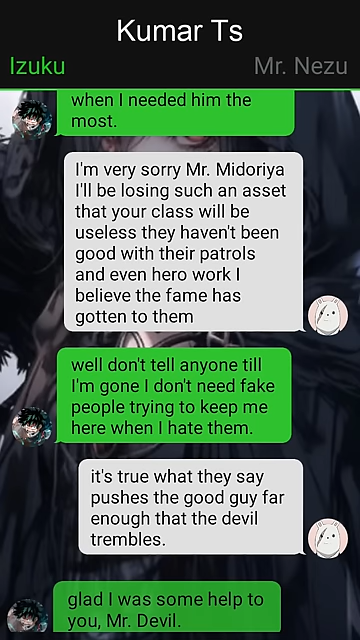 Kumar Ts
Izuku Mr. Nezu
when I needed him the
most.
I'm very sorry Mr. Midoriya
I'll be losing such an asset
that your class will be
useless they haven't been
good with their patrols
and even hero work I
believe the fame has
gotten to them
well don't tell anyone till
I'm gone I don't need fake
people trying to keep me
here when I hate them.
it's true what they say
pushes the good guy far
enough that the devil
trembles.
glad I was some help to
you, Mr. Devil.